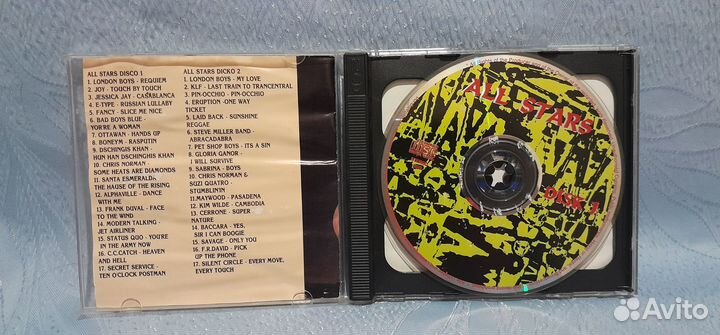 ALL STARS DISCO 1
1. LONDON BOYS - REQUIEM
2. JOY - TOUCH BY TOUCH
3. JESSICA JAY - CASABLANCA
4. E-TYPE - RUSSIAN LULLABY
5. FANCY - SLICE ME NICE
6. BAD BOYS BLUE -
YORRE A WOMAN
7. OTTAWAN - HANDS UP
8. BONEYM - RASPUTIN
9. DSCHINGIS KHAN -
HUN HAN DSCHINGHIS KHAN
10. CHRIS NORMAN -
SOME HEATS ARE DIAMONDS
11. SANTA ESMERALDA
THE HAUSE OF THE RISING
12. ALPHAVILLE - DANCE
WITH ME
13. FRANK DUVAL - FACE
TO THE WIND
14. MODERN TALKING -
JET AIRLINER
15. STATUS QUO - YOU'RE
IN THE ARMY NOW
16. C.C.CATCH - HEAVEN
AND HELL
17. SECRET SERVICE -
TEN O'CLOCK POSTMAN
ALL STARS DICKO 2
1. LONDON BOYS - MY LOVE
2. KLF - LAST TRAIN TO TRANCENTRAL
3. PIN-OCCHIO - PIN-OCCHIO
4. ERUPTION -ONE WAY
TICKET
5. LAID BACK - SUNSHINE
REGGAE
6. STEVE MILLER BAND -
ABRACADABRA
7. PET SHOP BOYS - ITS A SIN
8. GLORIA GANOR -
I WILL SURVIVE
9. SABRINA - BOYS
10. CHRIS NORMAN &
SUZI QUATRO -
STUMBLININ
11.MAYWOOD - PASADENA
12. KIM WILDE - CAMBODIA
13. CERRONE - SUPER
NATURE
14. BACCARA - YES,
SIR I CAN BOOGIE
15. SAVAGE - ONLY YOU
16. F.R.DAVID - PICK
UP THE PHONE
17. SILENT CIRCLE - EVERY MOVE,
EVERY TOUCH
of the Producer
ALL STARS
DISK 1
Avito